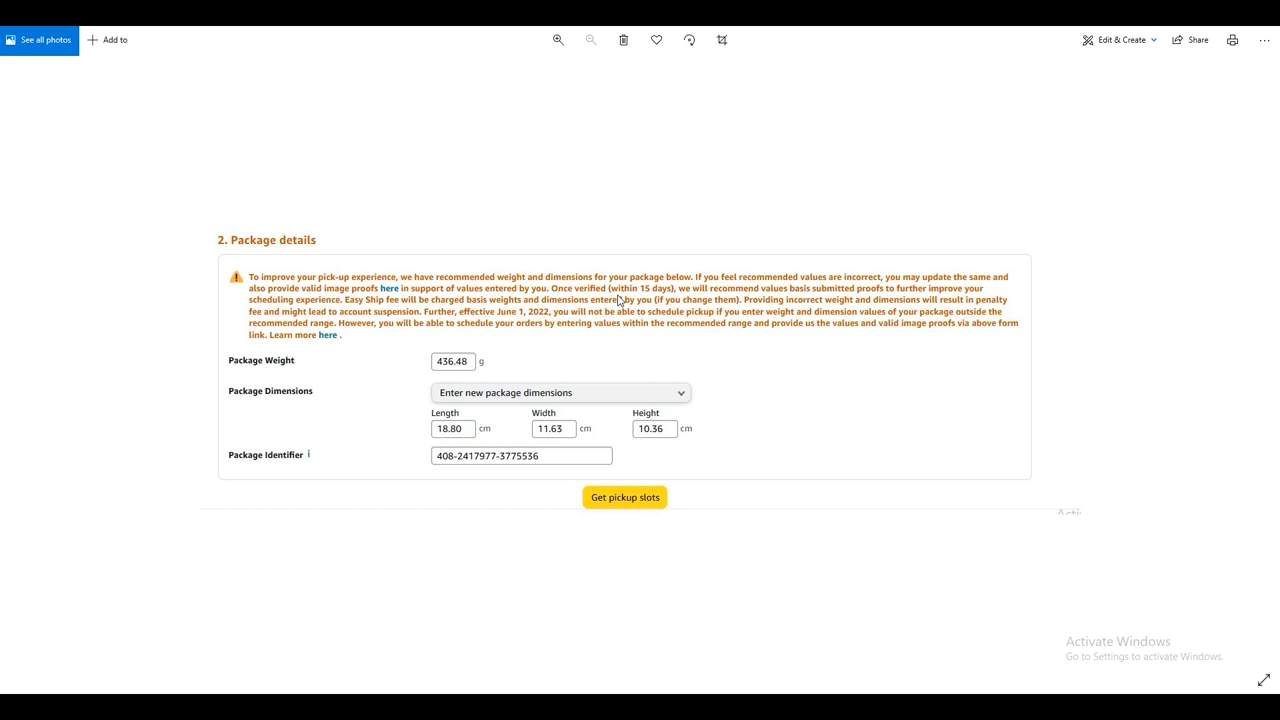 See all photos
Add to
Edit & Create
Share
2. Package details
To improve your pick-up experience, we have recommended weight and dimensions for your package below. If you feel recommended values are incorrect, you may update the same and
also provide valid image proofs here in support of values entered by you. Once verified (within 15 days), we will recommend values basis submitted proofs to further improve your
scheduling experience. Easy Ship fee will be charged basis weights and dimensions entered by you (if you change them). Providing incorrect weight and dimensions will result in penalty
fee and might lead to account suspension. Further, effective June 1, 2022, you will not be able to schedule pickup if you enter weight and dimension values of your package outside the
recommended range. However, you will be able to schedule your orders by entering values within the recommended range and provide us the values and valid image proofs via above form
link. Learn more here .
Package Weight 436.48 g
Package Dimensions Enter new package dimensions
Length Width Height
18.80 cm 11.63 cm 10.36 cm
Package Identifier i 408-2417977-3775536
Get pickup slots
Activate Windows
Go to Settings to activate Windows.